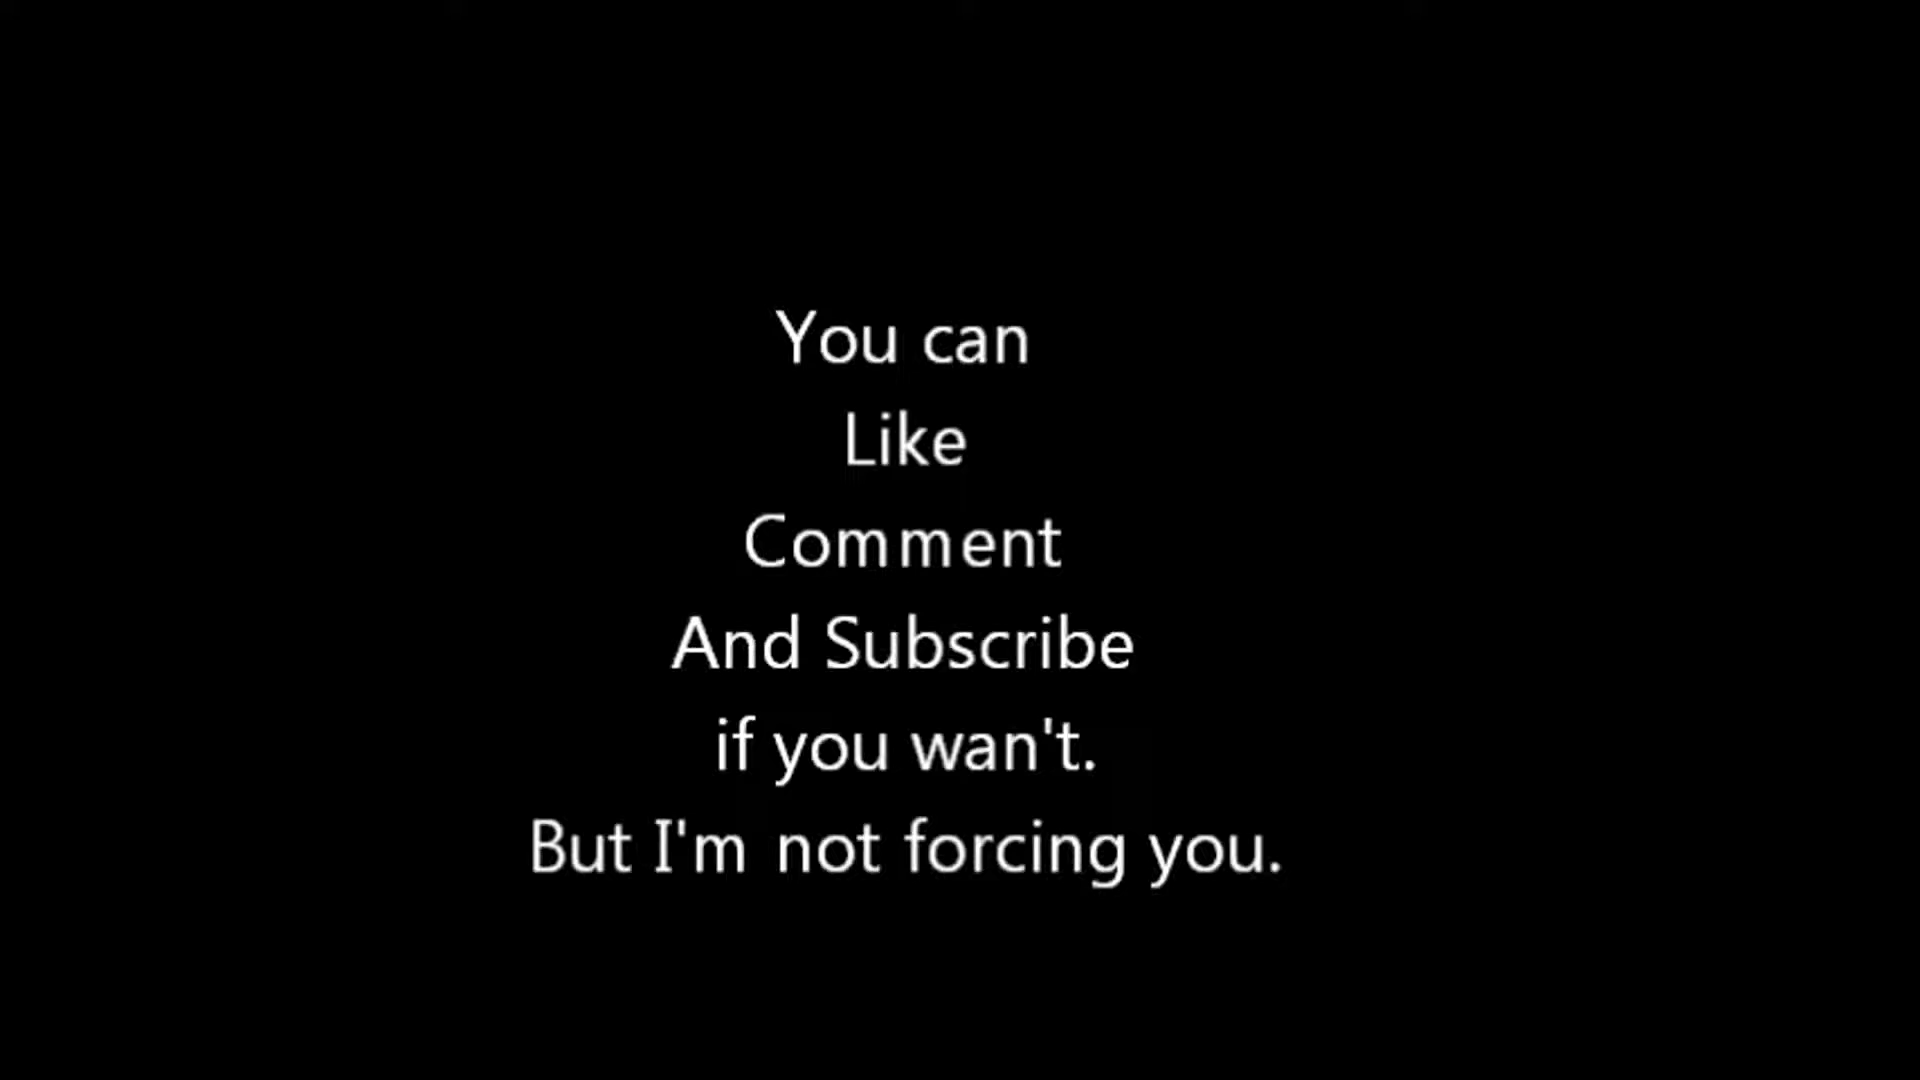 You can
Like
Comment
And Subscribe
if you wan't.
But I'm not forcing you.